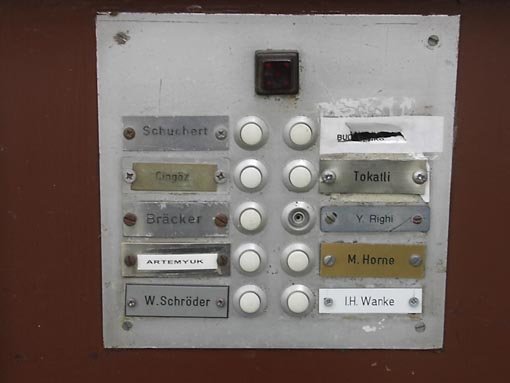 Schuchert
Cingöz
Tokatli
Bräcker
Y. Righi
ARTEMYUK
M. Horne
W. Schröder
I.H. Wanke